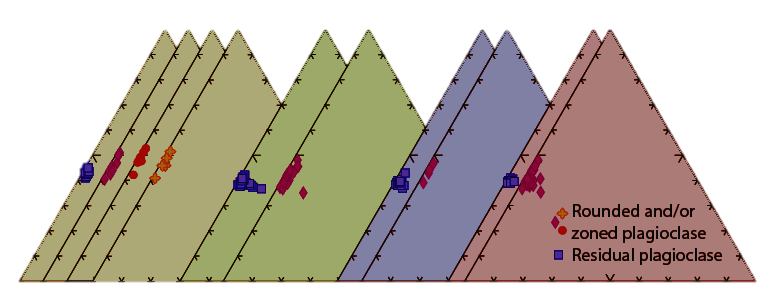 Rounded and/or
zoned plagioclase
Residual plagioclase